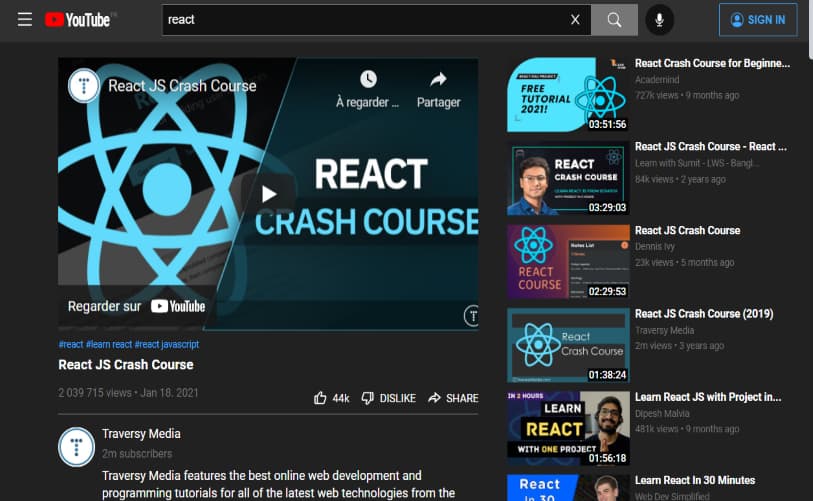 YouTube
react
X
SIGN IN
React JS Crash Course
À regarder ...
Partager
REACT
CRASH COURSE
Regarder sur YouTube
#react #learn react #react javascript
React JS Crash Course
2 039 715 views • Jan 18. 2021
44k
DISLIKE
SHARE
Traversy Media
2m subscribers
Traversy Media features the best online web development and
programming tutorials for all of the latest web technologies from the
FREE
TUTORIAL
2021!
03:51:56
React Crash Course for Beginne...
Academind
727k views • 9 months ago
REACT
CRASH COURSE
LEARN REACT JS FROM SCRATCH
03:29:03
React JS Crash Course - React ...
Learn with Sumit - LWS - Bangl...
84k views • 2 years ago
REACT
COURSE
Notes List
02:29:53
React JS Crash Course
Dennis Ivy
23k views • 5 months ago
React
Crash Course
01:38:24
React JS Crash Course (2019)
Traversy Media
2m views • 3 years ago
IN 2 HOURS
LEARN
REACT
WITH ONE PROJECT
01:56:18
Learn React JS with Project in...
Dipesh Malvia
481k views • 9 months ago
React
in 30
Learn React In 30 Minutes
Web Dev Simplified